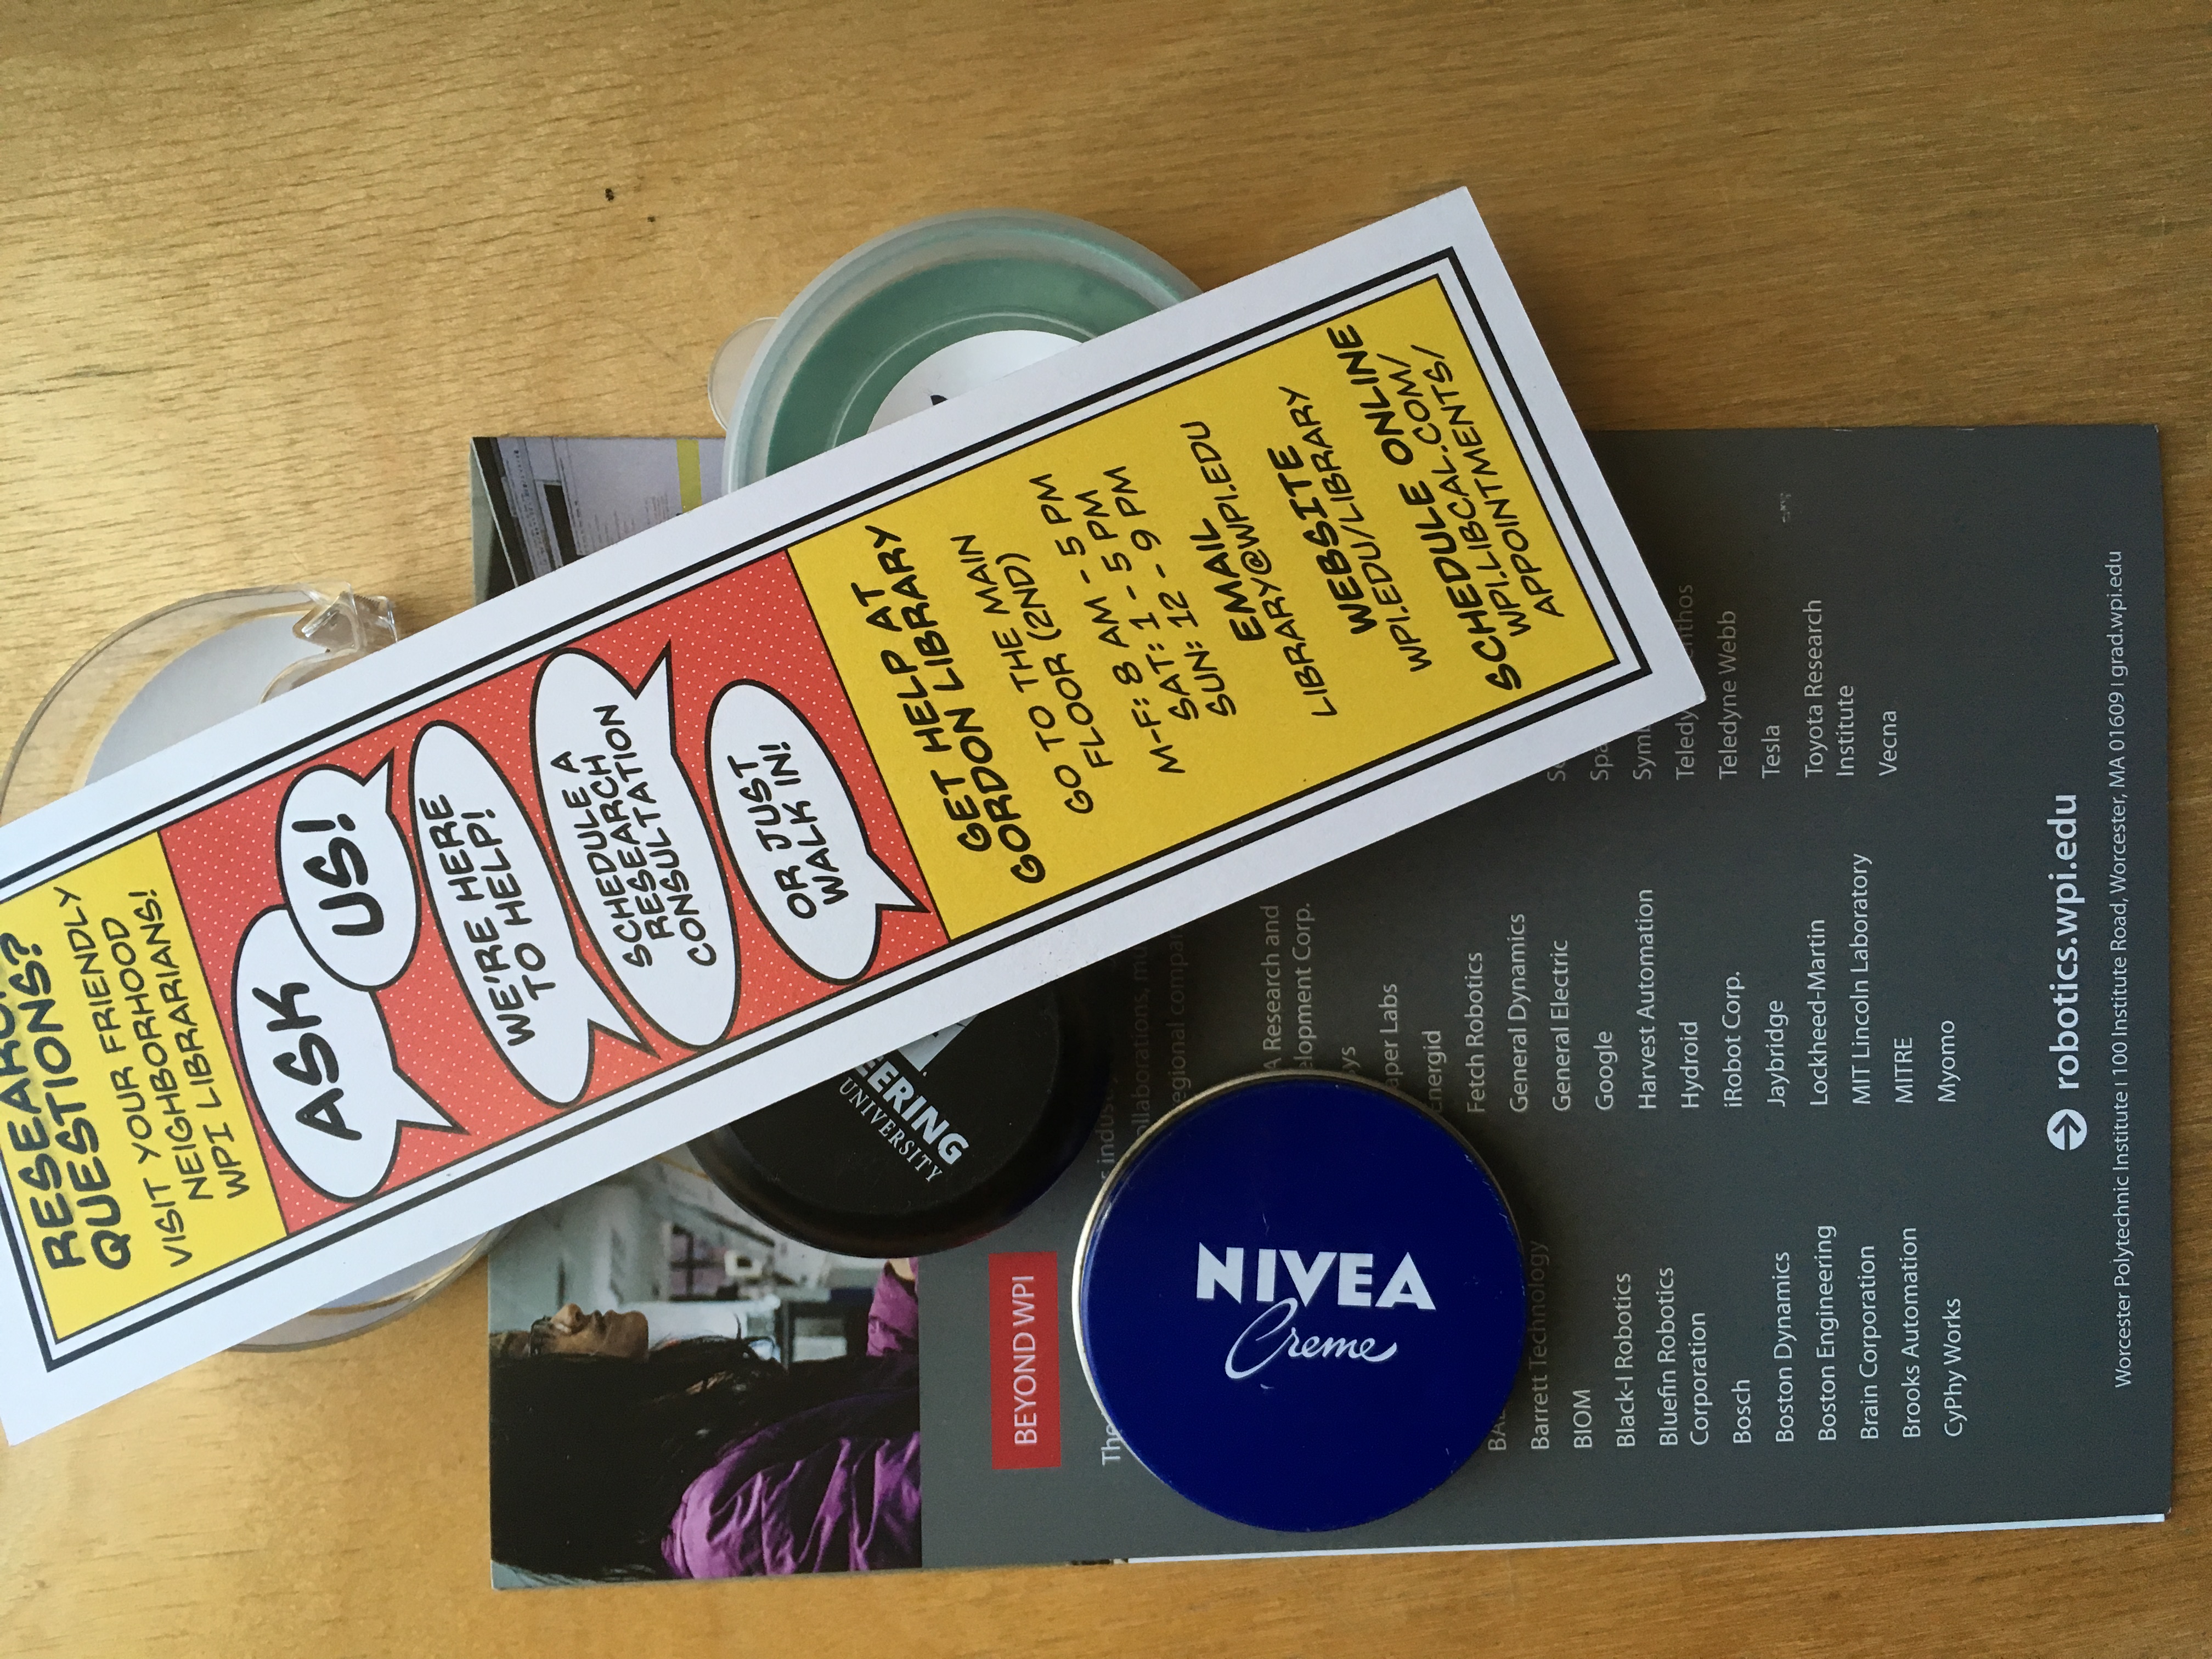 QUESTIONS?
VISIT YOUR FRIENDLY
NEIGHBORHOOD
WPI LIBRARIANS!
ASK
US!
WE'RE HERE
TO HELP!
SCHEDULE A
RESEARCH
CONSULTATION
OR JUST
WALK IN!
GET HELP AT
GORDON LIBRARY
GO TO THE MAIN
FLOOR (2ND)
M-F: 8 AM - 5 PM
SAT: 1 - 5 PM
SUN: 12 - 9 PM
EMAIL
LIBRARY@WPI.EDU
WEBSITE
WPI.EDU/LIBRARY
SCHEDULE ONLINE
WPI.LIBCAL.COM/
APPOINTMENTS/
EERING
UNIVERSITY
NIVEA
Creme
BEYOND WPI
Barrett Technology
BIOM
Black-I Robotics
Bluefin Robotics
Corporation
Bosch
Boston Dynamics
Boston Engineering
Brain Corporation
Brooks Automation
CyPhy Works
Research and
Corp.
Labs
Fetch Robotics
General Dynamics
General Electric
Google
Harvest Automation
Hydroid
iRobot Corp.
Jaybridge
Lockheed-Martin
MIT Lincoln Laboratory
MITRE
Myomo
Teledyne Webb
Tesla
Toyota Research
Institute
Vecna
robotics.wpi.edu
Worcester Polytechnic Institute | 100 Institute Road, Worcester, MA 01609 | grad.wpi.edu